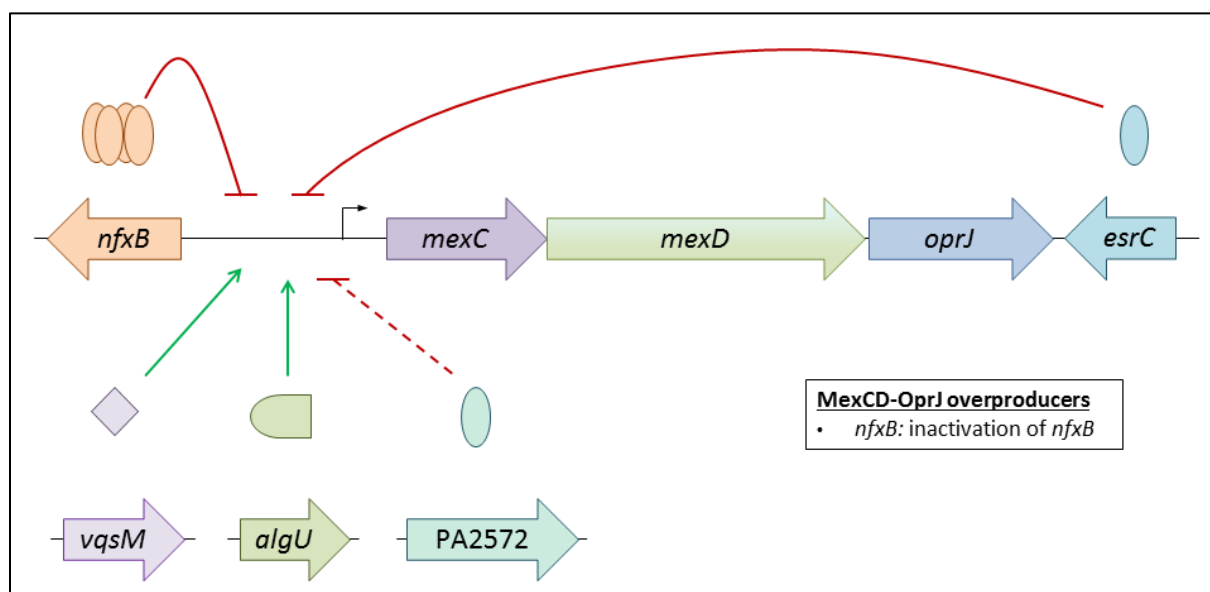 nfxB
mexC
mexD
oprJ
esrC
MexCD-OprJ overproducers
• nfxB: inactivation of nfxB
vqsM
algU
PA2572